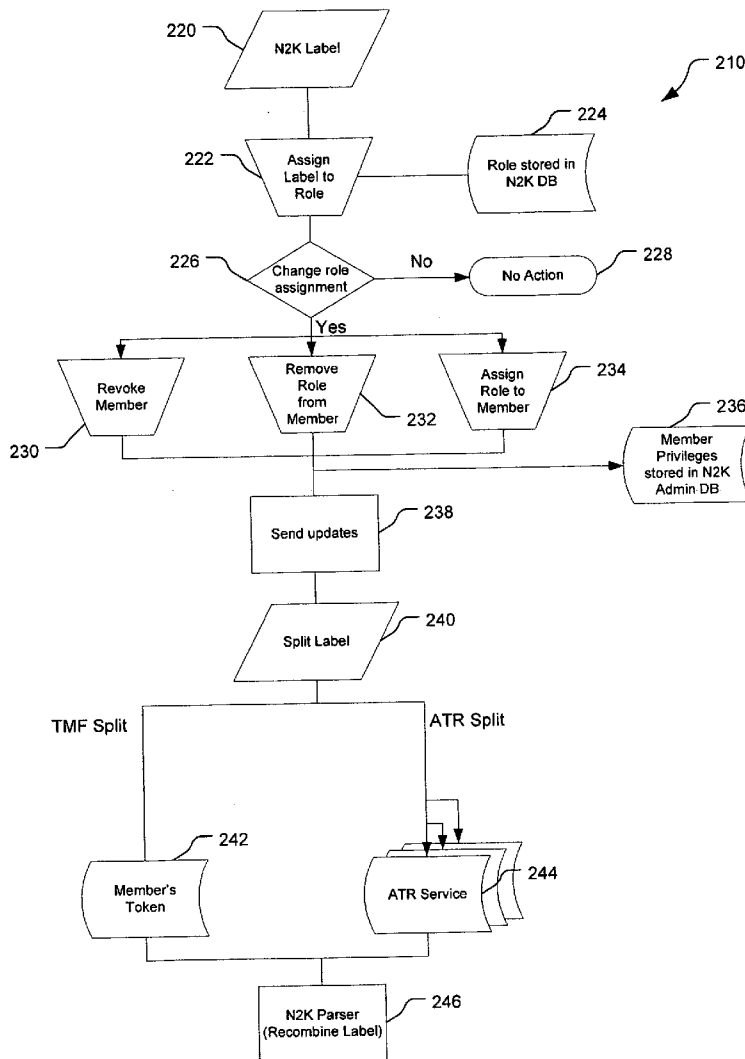 220
N2K Label
210
224
222
Assign
Label to
Role
Role stored in
N2K DB
226
Change role
assignment
No
No Action
228
Yes
Revoke
Member
230
Remove
Role
from
Member
232
Assign
Role to
Member
234
236
Member
Privileges
stored in N2K
Admin DB
Send updates
238
Split Label
240
TMF Split
ATR Split
242
Member's
Token
ATR Service
244
N2K Parser
(Recombine Label)
246